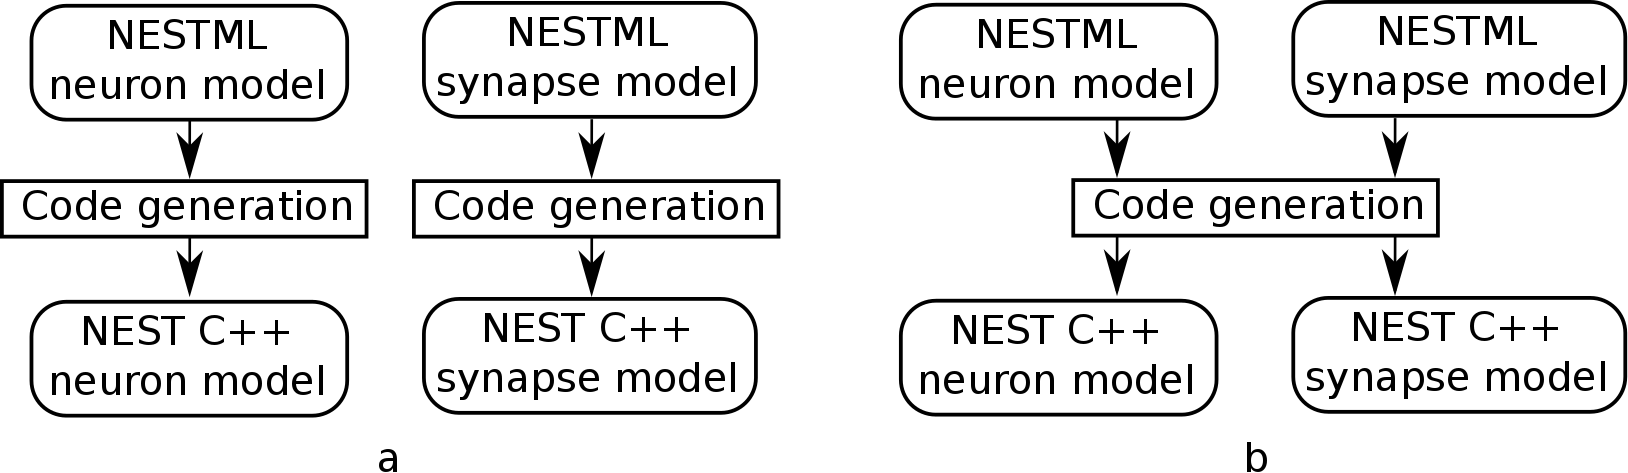 NESTML
neuron model
NESTML
synapse model
Code generation
Code generation
NEST C++
neuron model
NEST C++
synapse model
a
NESTML
neuron model
NESTML
synapse model
Code generation
NEST C++
neuron model
NEST C++
synapse model
b